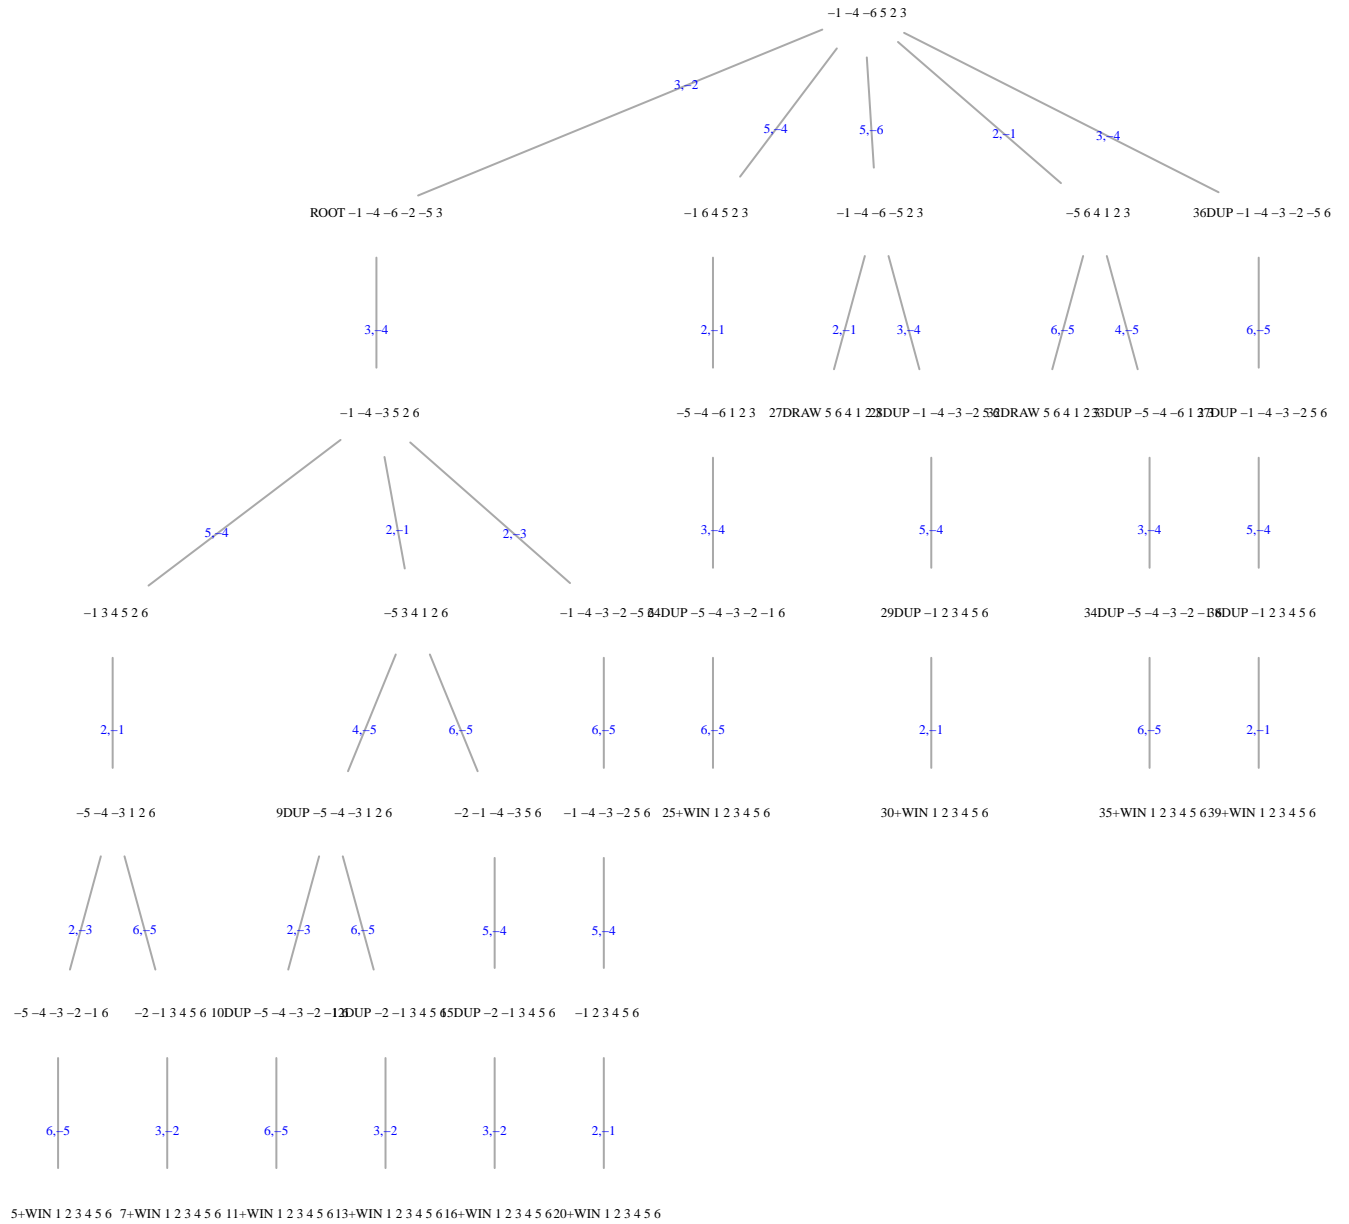 −1 −4 −6 5 2 3
3,−2
5,−4
5,−6
2,−1
3,−4
ROOT −1 −4 −6 −2 −5 3
−1 6 4 5 2 3
−1 −4 −6 −5 2 3
−5 6 4 1 2 3
36DUP −1 −4 −3 −2 −5 6
3,−4
2,−1
2,−1
3,−4
6,−5
4,−5
6,−5
−1 −4 −3 5 2 6
−5 −4 −6 1 2 3
27DRAW 5 6 4 1 2 3
28DUP −1 −4 −3 −2 5 6
32DRAW 5 6 4 1 2 3
33DUP −5 −4 −6 1 2 3
37DUP −1 −4 −3 −2 5 6
5,−4
2,−1
2,−3
3,−4
5,−4
3,−4
5,−4
−1 3 4 5 2 6
−5 3 4 1 2 6
−1 −4 −3 −2 −5 6
24DUP −5 −4 −3 −2 −1 6
29DUP −1 2 3 4 5 6
34DUP −5 −4 −3 −2 −1 6
38DUP −1 2 3 4 5 6
2,−1
4,−5
6,−5
6,−5
6,−5
2,−1
6,−5
2,−1
−5 −4 −3 1 2 6
9DUP −5 −4 −3 1 2 6
−2 −1 −4 −3 5 6
−1 −4 −3 −2 5 6
25+WIN 1 2 3 4 5 6
30+WIN 1 2 3 4 5 6
35+WIN 1 2 3 4 5 6
39+WIN 1 2 3 4 5 6
2,−3
6,−5
2,−3
6,−5
5,−4
5,−4
−5 −4 −3 −2 −1 6
−2 −1 3 4 5 6
10DUP −5 −4 −3 −2 −1 6
12DUP −2 −1 3 4 5 6
15DUP −2 −1 3 4 5 6
−1 2 3 4 5 6
6,−5
3,−2
6,−5
3,−2
3,−2
2,−1
5+WIN 1 2 3 4 5 6
7+WIN 1 2 3 4 5 6
11+WIN 1 2 3 4 5 6
13+WIN 1 2 3 4 5 6
16+WIN 1 2 3 4 5 6
20+WIN 1 2 3 4 5 6